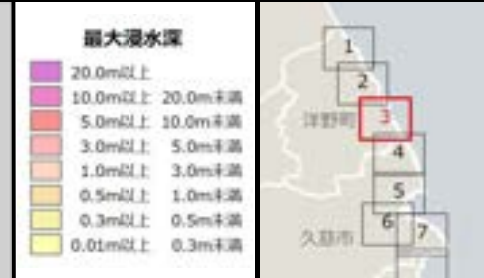 最大浸水深
20.0m以上
10.0m以上 20.0m未満
5.0m以上 10.0m未満
3.0m以上 5.0m未満
1.0m以上 3.0m未満
0.5m以上 1.0m未満
0.3m以上 0.5m未満
0.01m以上 0.3m未満
1
2
洋野町 3
4
5
久慈市 6 7